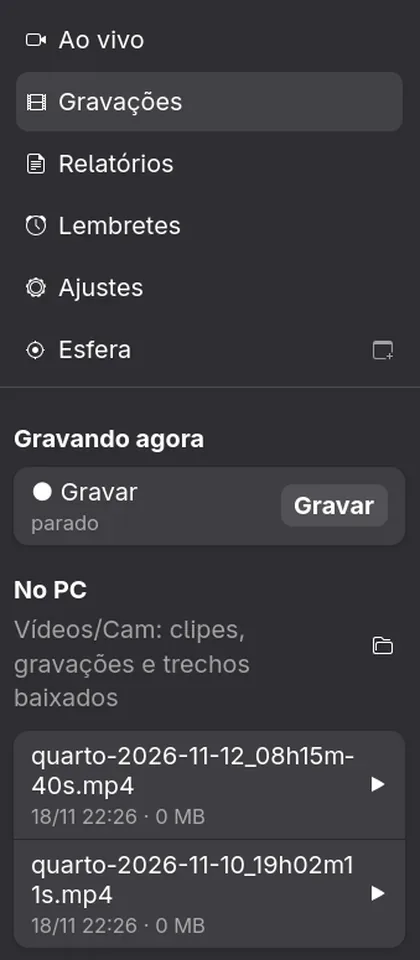 Ao vivo
Gravações
Relatórios
Lembretes
Ajustes
Esfera
Gravando agora
Gravar
parado
Gravar
No PC
Vídeos/Cam: clipes,
gravações e trechos
baixados
quarto-2026-11-12_08h15m-
40s.mp4
18/11 22:26 · 0 MB
quarto-2026-11-10_19h02m1
1s.mp4
18/11 22:26 · 0 MB